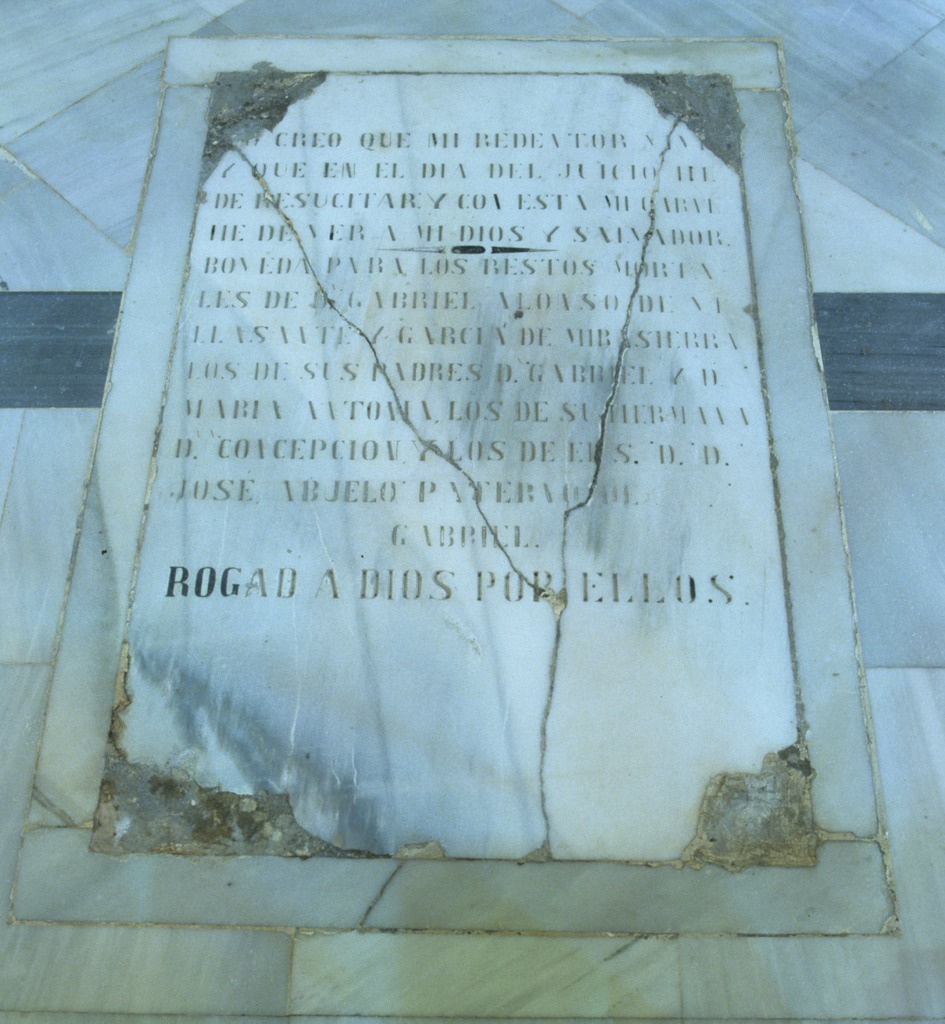 CREO QUE MI REDENTOR
Y QUE EN EL DIA DEL JUICIO HE
DE RESUCITAR Y CON ESTA MI CARNE
HE DE VER A MI DIOS Y SALVADOR.
BOVEDA PARA LOS RESTOS MORTA
LES DE D. GABRIEL ALONSO DE VI
LLASANTE Y GARCIA DE MIRASIERRA
LOS DE SUS PADRES D. GABRIEL Y D.
MARIA ANTONIA, LOS DE SU HERMANA
D. CONCEPCION Y LOS DE EL S. D. D.
JOSE, ABUELO PATERNO DE
GABRIEL.
ROGAD A DIOS POR ELLOS.